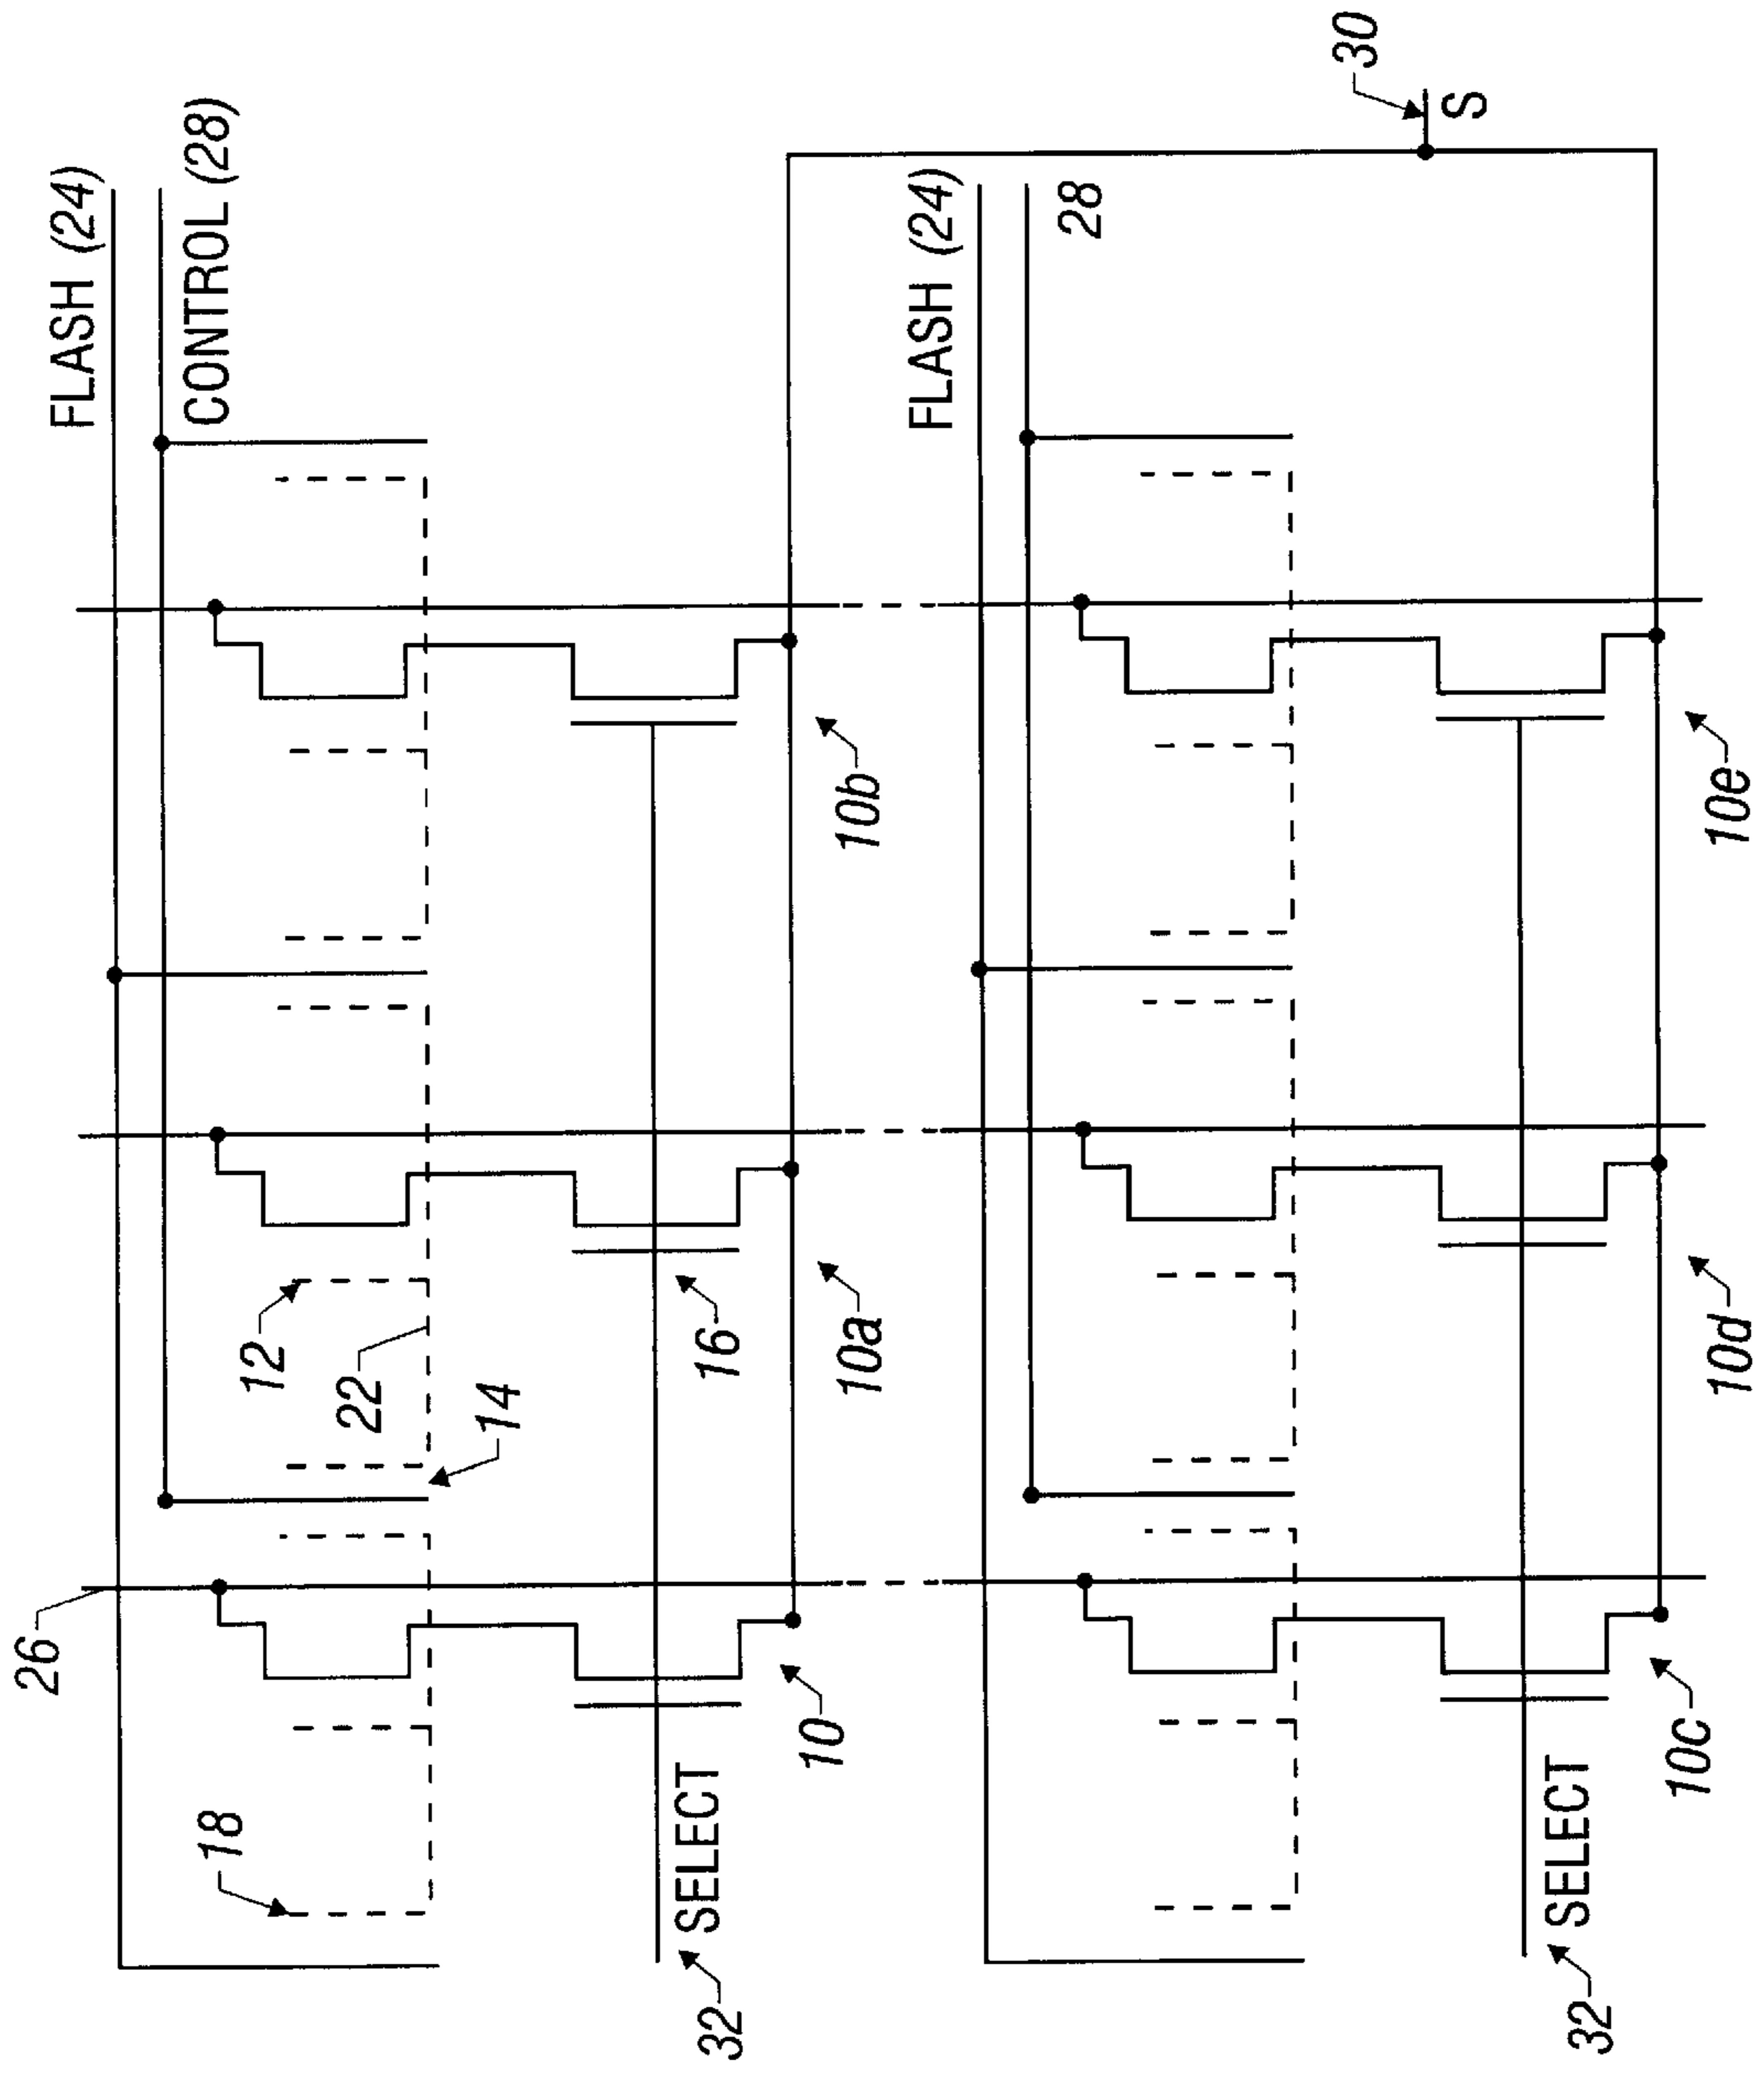 FLASH (24)
CONTROL (28)
26
18
12
22
14
16
SELECT
32
10
10a
10b
30
S
FLASH (24)
28
SELECT
32
10c
10d
10e